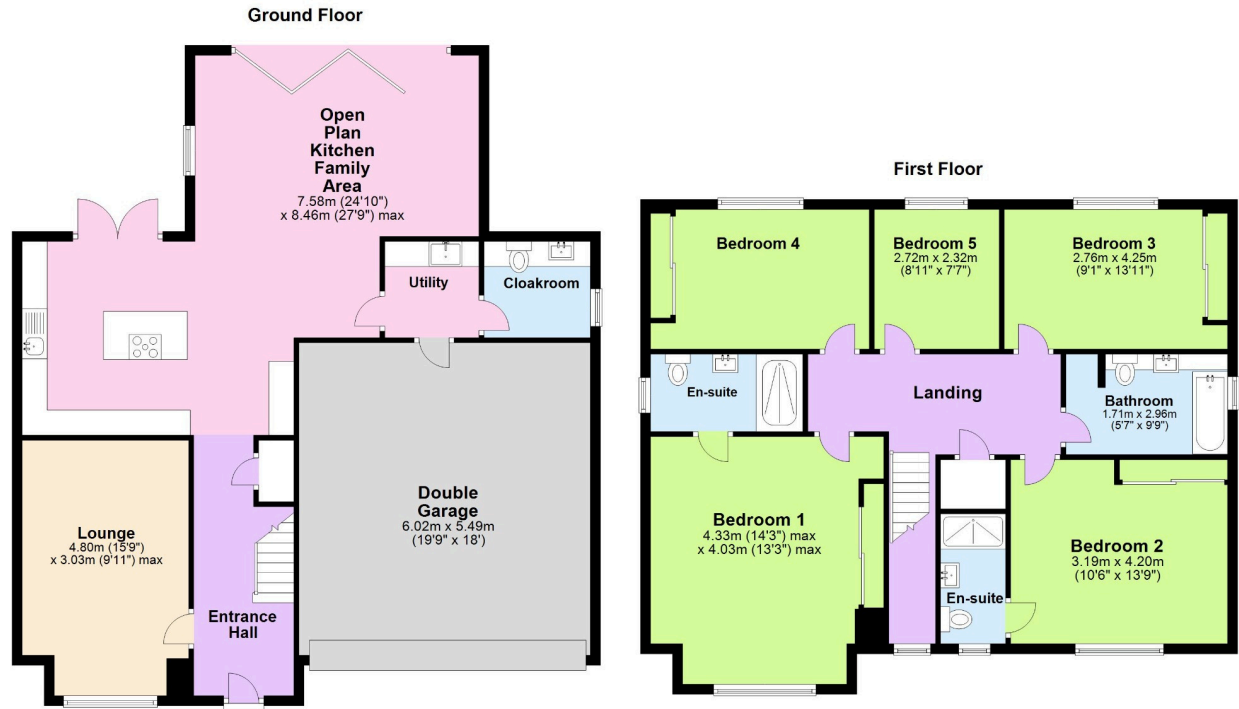 Ground Floor
Open
Plan
Kitchen
Family
Area
7.58m (24'10")
x 8.46m (27'9") max
Utility
Cloakroom
Double
Garage
6.02m x 5.49m
(19'9" x 18')
Lounge
4.80m (15'9")
x 3.03m (9'11") max
Entrance
Hall
First Floor
Bedroom 4
Bedroom 5
2.72m x 2.32m
(8'11" x 7'7")
Bedroom 3
2.76m x 4.25m
(9'1" x 13'11")
En-suite
Landing
Bathroom
1.71m x 2.96m
(5'7" x 9'9")
Bedroom 1
4.33m (14'3") max
x 4.03m (13'3") max
Bedroom 2
3.19m x 4.20m
(10'6" x 13'9")
En-suite